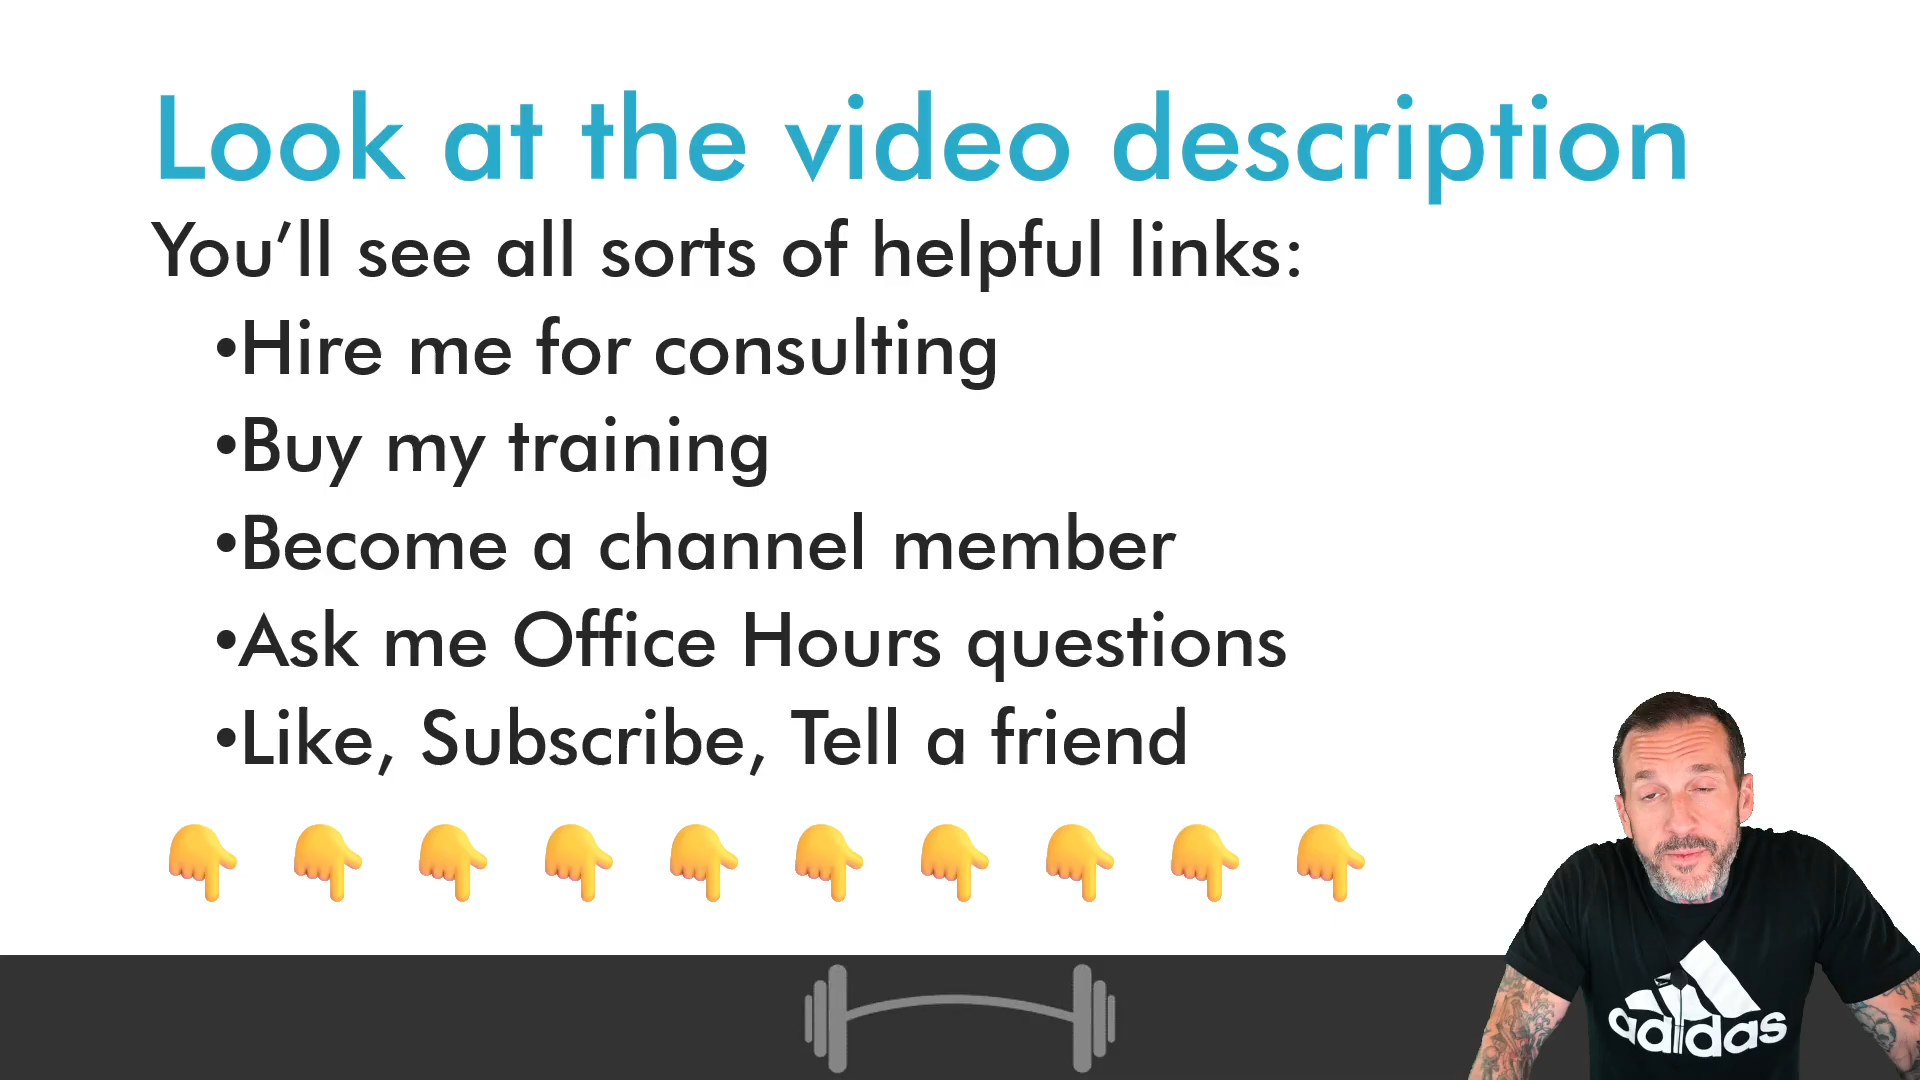 Look at the video description
You’ll see all sorts of helpful links:
•Hire me for consulting
•Buy my training
•Become a channel member
•Ask me Office Hours questions
•Like, Subscribe, Tell a friend
adidas